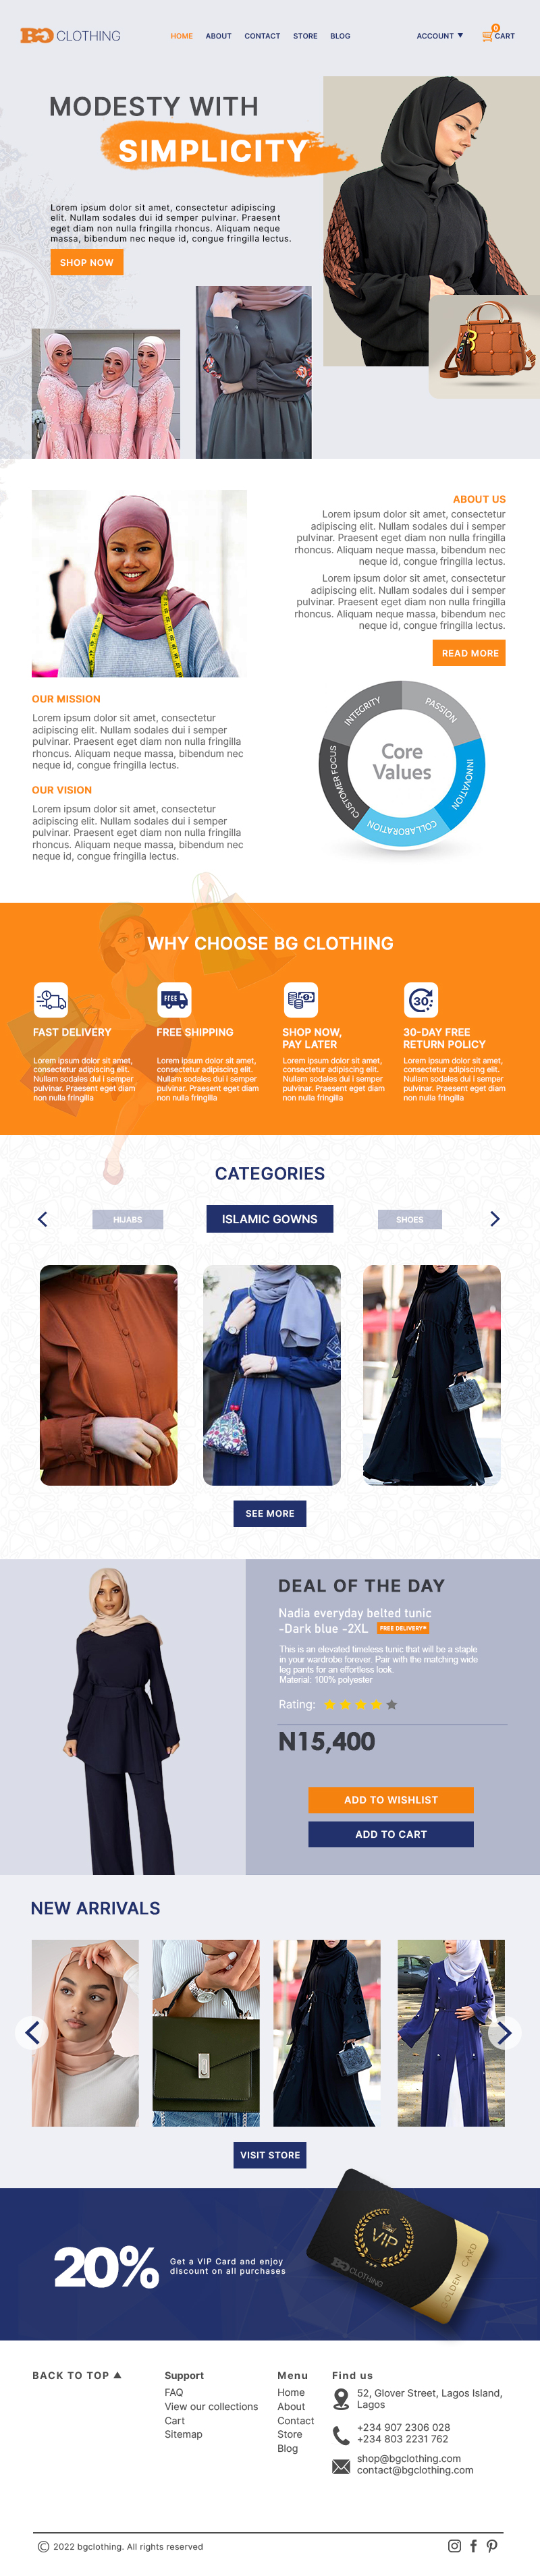 BG CLOTHING
HOME ABOUT CONTACT STORE BLOG ACCOUNT ▼ 0 CART
MODESTY WITH
SIMPLICITY
Lorem ipsum dolor sit amet, consectetur adipiscing
elit. Nullam sodales dui id semper pulvinar. Praesent
eget diam non nulla fringilla rhoncus. Aliquam neque
massa, bibendum nec neque id, congue fringilla lectus.
SHOP NOW
ABOUT US
Lorem ipsum dolor sit amet, consectetur
adipiscing elit. Nullam sodales dui i semper
pulvinar. Praesent eget diam non nulla fringilla
rhoncus. Aliquam neque massa, bibendum nec
neque id, congue fringilla lectus.
Lorem ipsum dolor sit amet, consectetur
adipiscing elit. Nullam sodales dui i semper
pulvinar. Praesent eget diam non nulla fringilla
rhoncus. Aliquam neque massa, bibendum nec
neque id, congue fringilla lectus.
READ MORE
OUR MISSION
Lorem ipsum dolor sit amet, consectetur
adipiscing elit. Nullam sodales dui i semper
pulvinar. Praesent eget diam non nulla fringilla
rhoncus. Aliquam neque massa, bibendum nec
neque id, congue fringilla lectus.
OUR VISION
Lorem ipsum dolor sit amet, consectetur
adipiscing elit. Nullam sodales dui i semper
pulvinar. Praesent eget diam non nulla fringilla
rhoncus. Aliquam neque massa, bibendum nec
neque id, congue fringilla lectus.
INTEGRITY
PASSION
INNOVATION
COLLABORATION
CUSTOMER FOCUS
Core
Values
WHY CHOOSE BG CLOTHING
FREE
30
FAST DELIVERY
Lorem ipsum dolor sit amet,
consectetur adipiscing elit.
Nullam sodales dui i semper
pulvinar. Praesent eget diam
non nulla fringilla
FREE SHIPPING
Lorem ipsum dolor sit amet,
consectetur adipiscing elit.
Nullam sodales dui i semper
pulvinar. Praesent eget diam
non nulla fringilla
SHOP NOW,
PAY LATER
Lorem ipsum dolor sit amet,
consectetur adipiscing elit.
Nullam sodales dui i semper
pulvinar. Praesent eget diam
non nulla fringilla
30-DAY FREE
RETURN POLICY
Lorem ipsum dolor sit amet,
consectetur adipiscing elit.
Nullam sodales dui i semper
pulvinar. Praesent eget diam
non nulla fringilla
CATEGORIES
HIJABS
ISLAMIC GOWNS
SHOES
SEE MORE
DEAL OF THE DAY
Nadia everyday belted tunic
-Dark blue -2XL FREE DELIVERY*
This is an elevated timeless tunic that will be a staple
in your wardrobe forever. Pair with the matching wide
leg pants for an effortless look.
Material: 100% polyester
Rating:
N15,400
ADD TO WISHLIST
ADD TO CART
NEW ARRIVALS
VISIT STORE
20%
Get a VIP Card and enjoy
discount on all purchases
VIP
BG CLOTHING
GOLDEN CARD
BACK TO TOP ▲
Support
FAQ
View our collections
Cart
Sitemap
Menu
Home
About
Contact
Store
Blog
Find us
52, Glover Street, Lagos Island,
Lagos
+234 907 2306 028
+234 803 2231 762
shop@bgclothing.com
contact@bgclothing.com
© 2022 bgclothing. All rights reserved